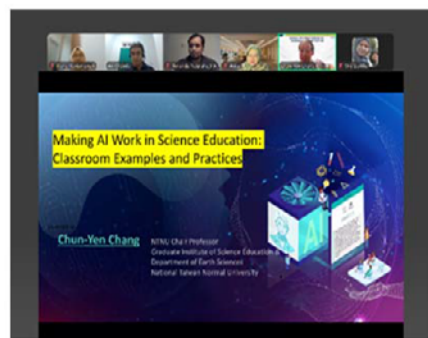 Making AI Work in Science Education:
Classroom Examples and Practices
Chun-Yen Chang
NTNU Chair Professor
Graduate Institute of Science Education &
Department of Earth Sciences
National Taiwan Normal University
AI